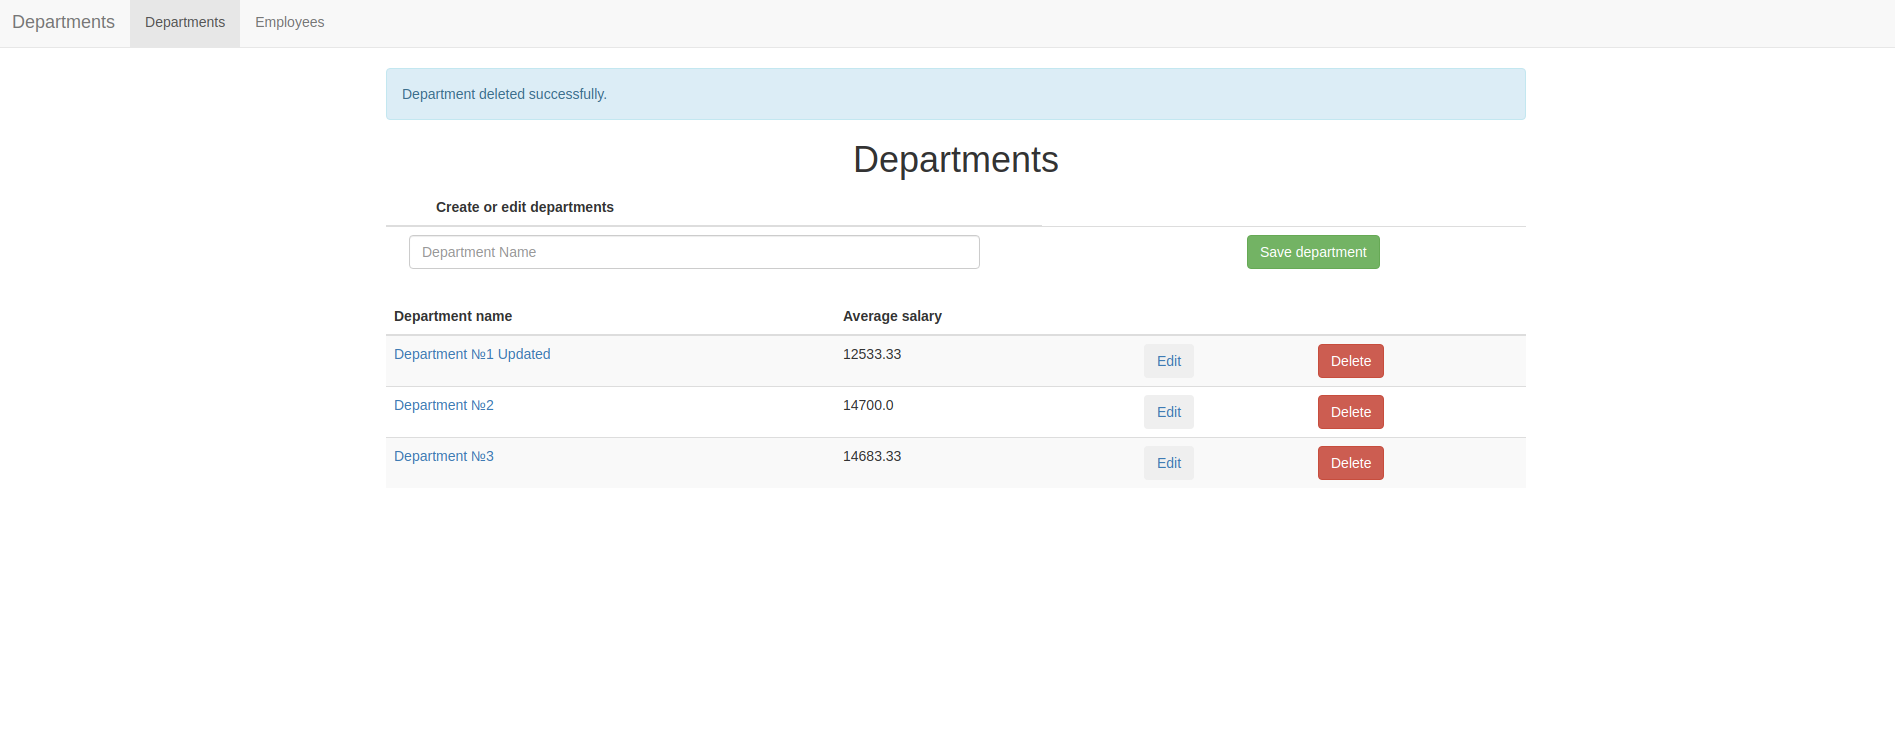 Departments Departments Employees
Department deleted successfully.
Departments
Create or edit departments
Department Name Save department
Department name Average salary
Department №1 Updated 12533.33 Edit Delete
Department №2 14700.0 Edit Delete
Department №3 14683.33 Edit Delete